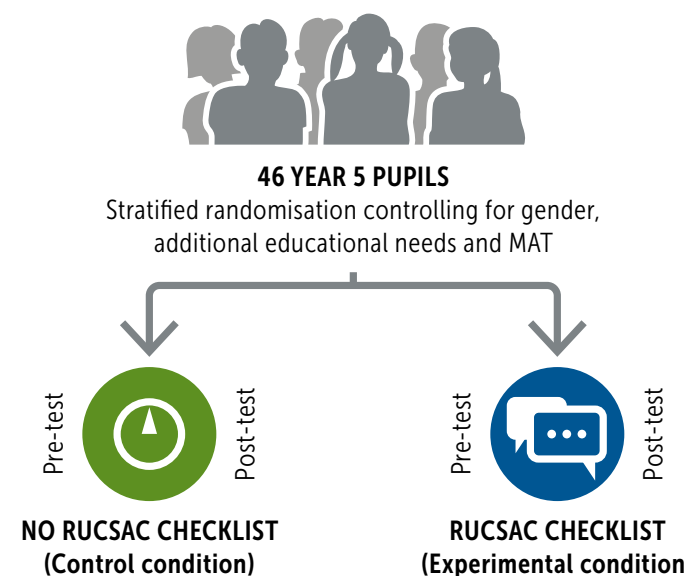 46 YEAR 5 PUPILS
Stratified randomisation controlling for gender,
additional educational needs and MAT
Pre-test
Post-test
Pre-test
Post-test
NO RUCSAC CHECKLIST
(Control condition)
RUCSAC CHECKLIST
(Experimental condition